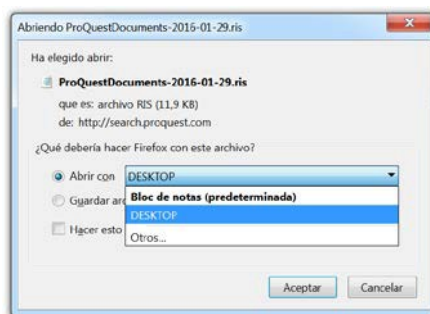 Abriendo ProQuestDocuments-2016-01-29.ris
Ha elegido abrir:
ProQuestDocuments-2016-01-29.ris
que es: archivo RIS (11,9 KB)
de: http://search.proquest.com
¿Qué debería hacer Firefox con este archivo?
Abrir con DESKTOP
Bloc de notas (predeterminada)
Guardar arc
DESKTOP
Hacer esto
Otros...
Aceptar Cancelar